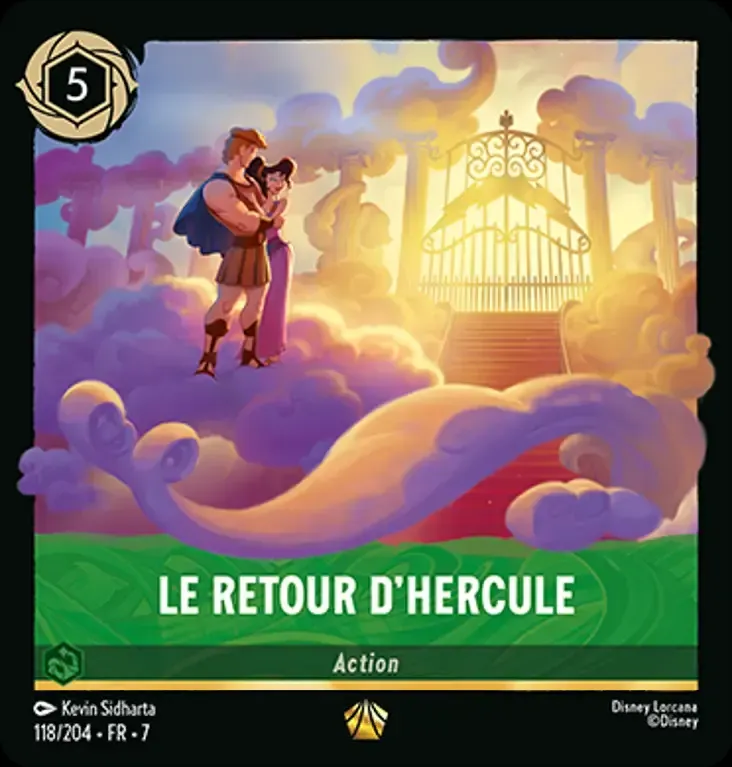 5
LE RETOUR D'HERCULE
Action
Kevin Sidharta
118/204 • FR • 7
Disney Lorcana
©Disney